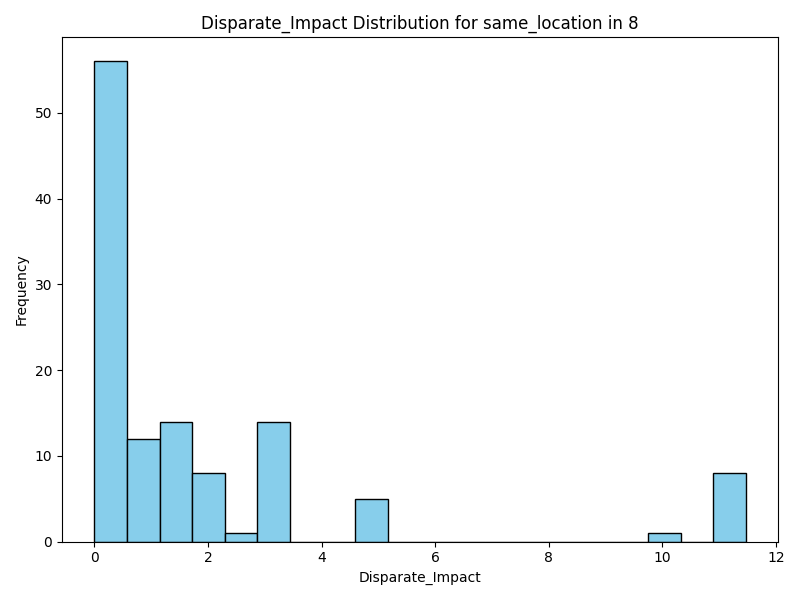 Disparate_Impact Distribution for same_location in 8
Frequency
50
40
30
20
10
0
0 2 4 6 8 10 12
Disparate_Impact